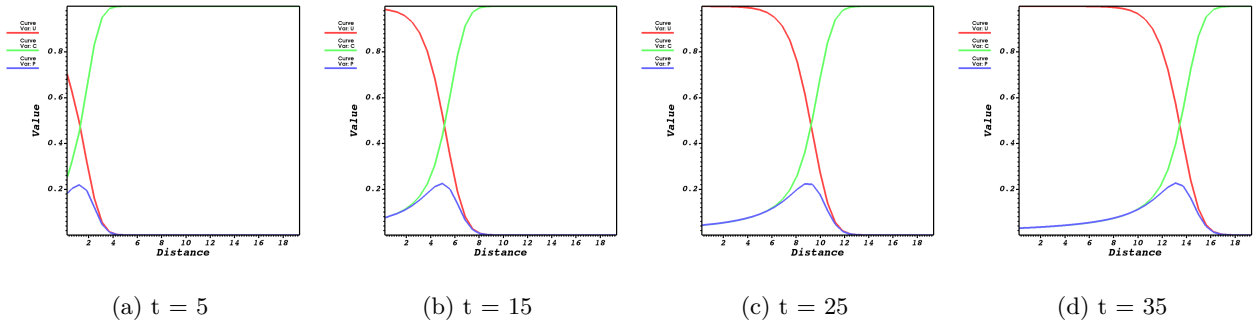 Curve
Var: U
Curve
Var: C
Curve
Var: P
0.8
0.6
0.4
0.2
Value
2 4 6 8 10 12 14 16 18
Distance
(a) t = 5
Curve
Var: U
Curve
Var: C
Curve
Var: P
0.8
0.6
0.4
0.2
Value
2 4 6 8 10 12 14 16 18
Distance
(b) t = 15
Curve
Var: U
Curve
Var: C
Curve
Var: P
0.8
0.6
0.4
0.2
Value
2 4 6 8 10 12 14 16 18
Distance
(c) t = 25
Curve
Var: U
Curve
Var: C
Curve
Var: P
0.8
0.6
0.4
0.2
Value
2 4 6 8 10 12 14 16 18
Distance
(d) t = 35